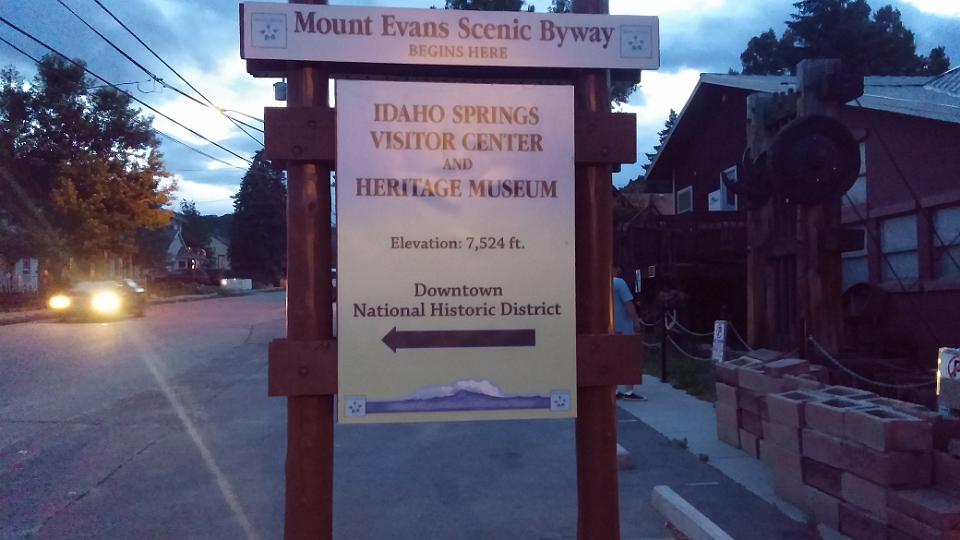 Mount Evans Scenic Byway
BEGINS HERE
IDAHO SPRINGS
VISITOR CENTER
AND
HERITAGE MUSEUM
Elevation: 7,524 ft.
Downtown
National Historic District